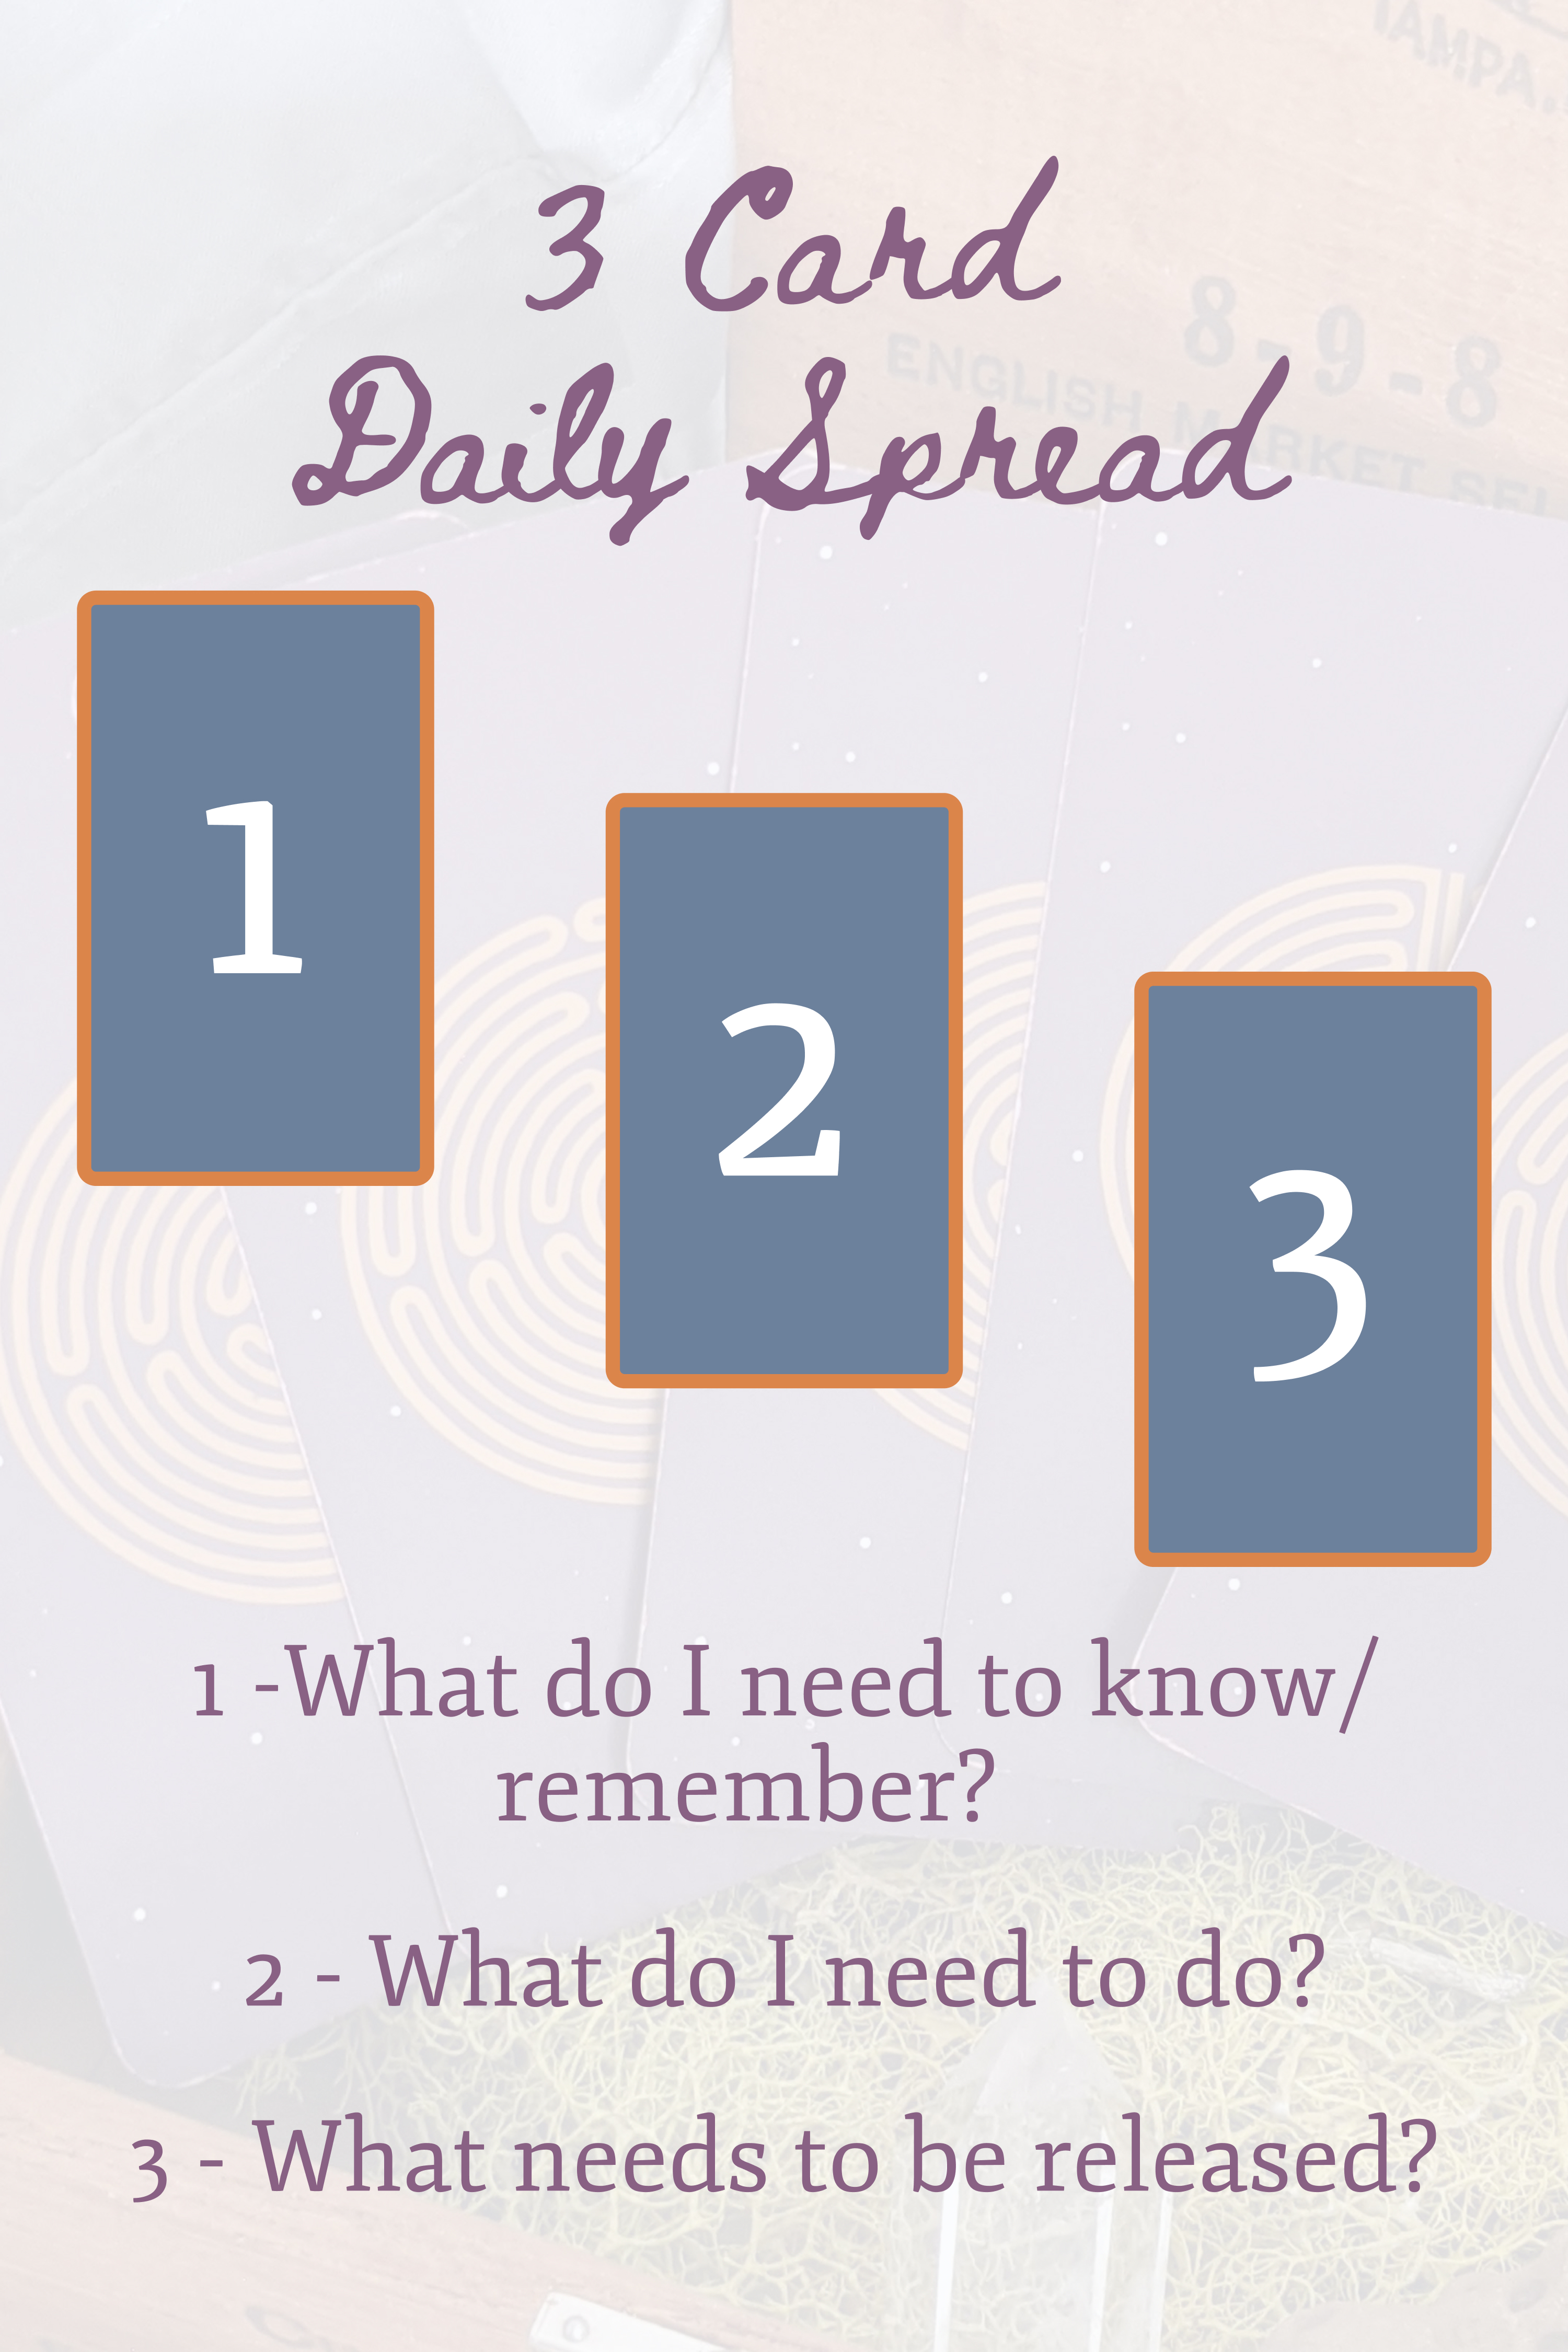 TAMPA,
8-9-8
ENGLISH MARKET SEL
3 Card
Daily Spread
1
2
3
1 -What do I need to know/
remember?
2 - What do I need to do?
3 - What needs to be released?